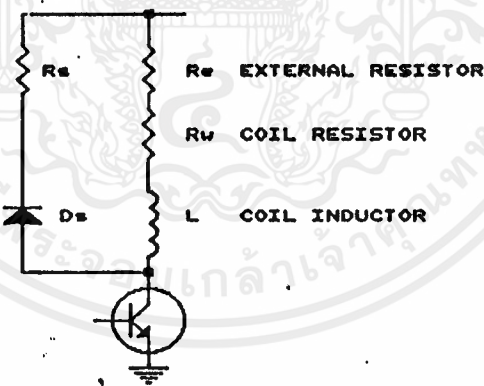 Rs Re EXTERNAL RESISTOR
Rw COIL RESISTOR
Ds L COIL INDUCTOR